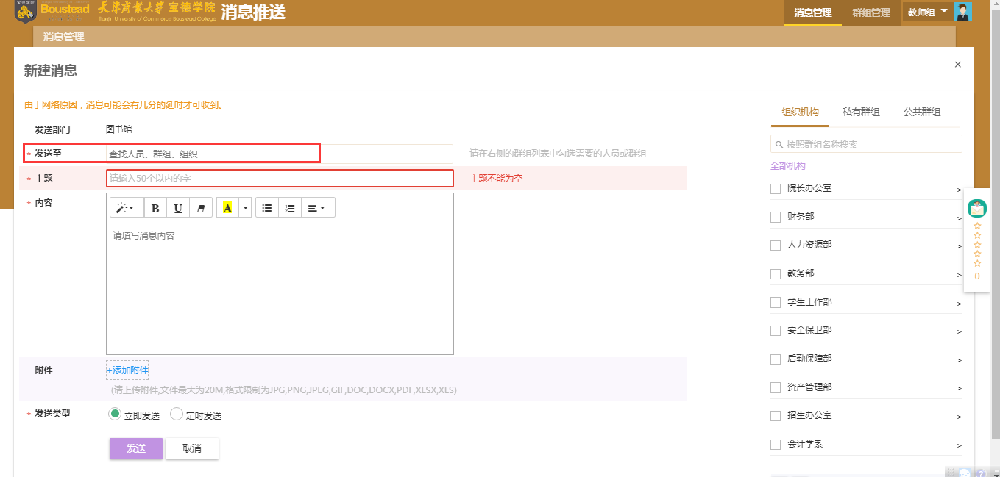 宝德学院
Boustead 天津商业大学 宝德学院 消息推送
Tianjin University of Commerce Boustead College
消息管理 群组管理 教师组
消息管理
新建消息 ×
由于网络原因，消息可能会有几分的延时才可收到。
组织机构 私有群组 公共群组
发送部门 图书馆
按照群组名称搜索
* 发送至 查找人员、群组、组织 请在右侧的群组列表中勾选需要的人员或群组
全部机构
* 主题 请输入50个以内的字 主题不能为空
* 内容
B U A
请填写消息内容
院长办公室 >
财务部 >
人力资源部 >
教务部 >
学生工作部 >
安全保卫部 >
后勤保障部 >
资产管理部 >
招生办公室 >
会计学系 >
0
附件 +添加附件
(请上传附件,文件最大为20M,格式限制为JPG,PNG,JPEG,GIF,DOC,DOCX,PDF,XLSX,XLS)
* 发送类型 立即发送 定时发送
发送 取消